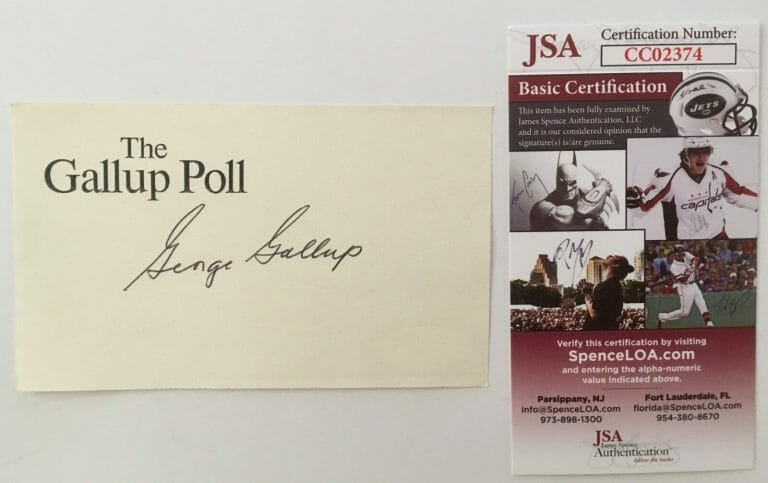 The
Gallup Poll
George Gallup
JSA
Certification Number:
CC02374
Basic Certification
This item has been fully examined by
James Spence Authentication, LLC
and it is our considered opinion that the
signature(s) is/are genuine.
JETS
capitals
A
Verify this certification by visiting
SpenceLOA.com
and entering the alpha-numeric
value indicated above.
Parsippany, NJ
info@SpenceLOA.com
973-898-1300
Fort Lauderdale, FL
florida@SpenceLOA.com
954-380-8670
JSA
James Spence
Authentication
follow the leader